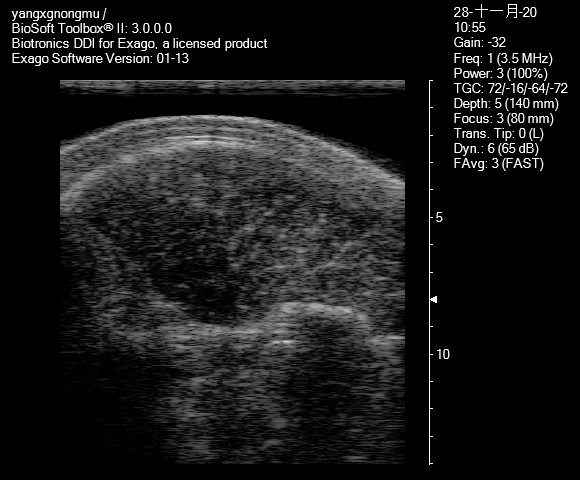 yangxgnongmu /
BioSoft Toolbox® II: 3.0.0.0
Biotronics DDI for Exago, a licensed product
Exago Software Version: 01-13
28-十一月-20
10:55
Gain: -32
Freq: 1 (3.5 MHz)
Power: 3 (100%)
TGC: 72/-16/-64/-72
Depth: 5 (140 mm)
Focus: 3 (80 mm)
Trans. Tip: 0 (L)
Dyn.: 6 (65 dB)
FAvg: 3 (FAST)
5
10